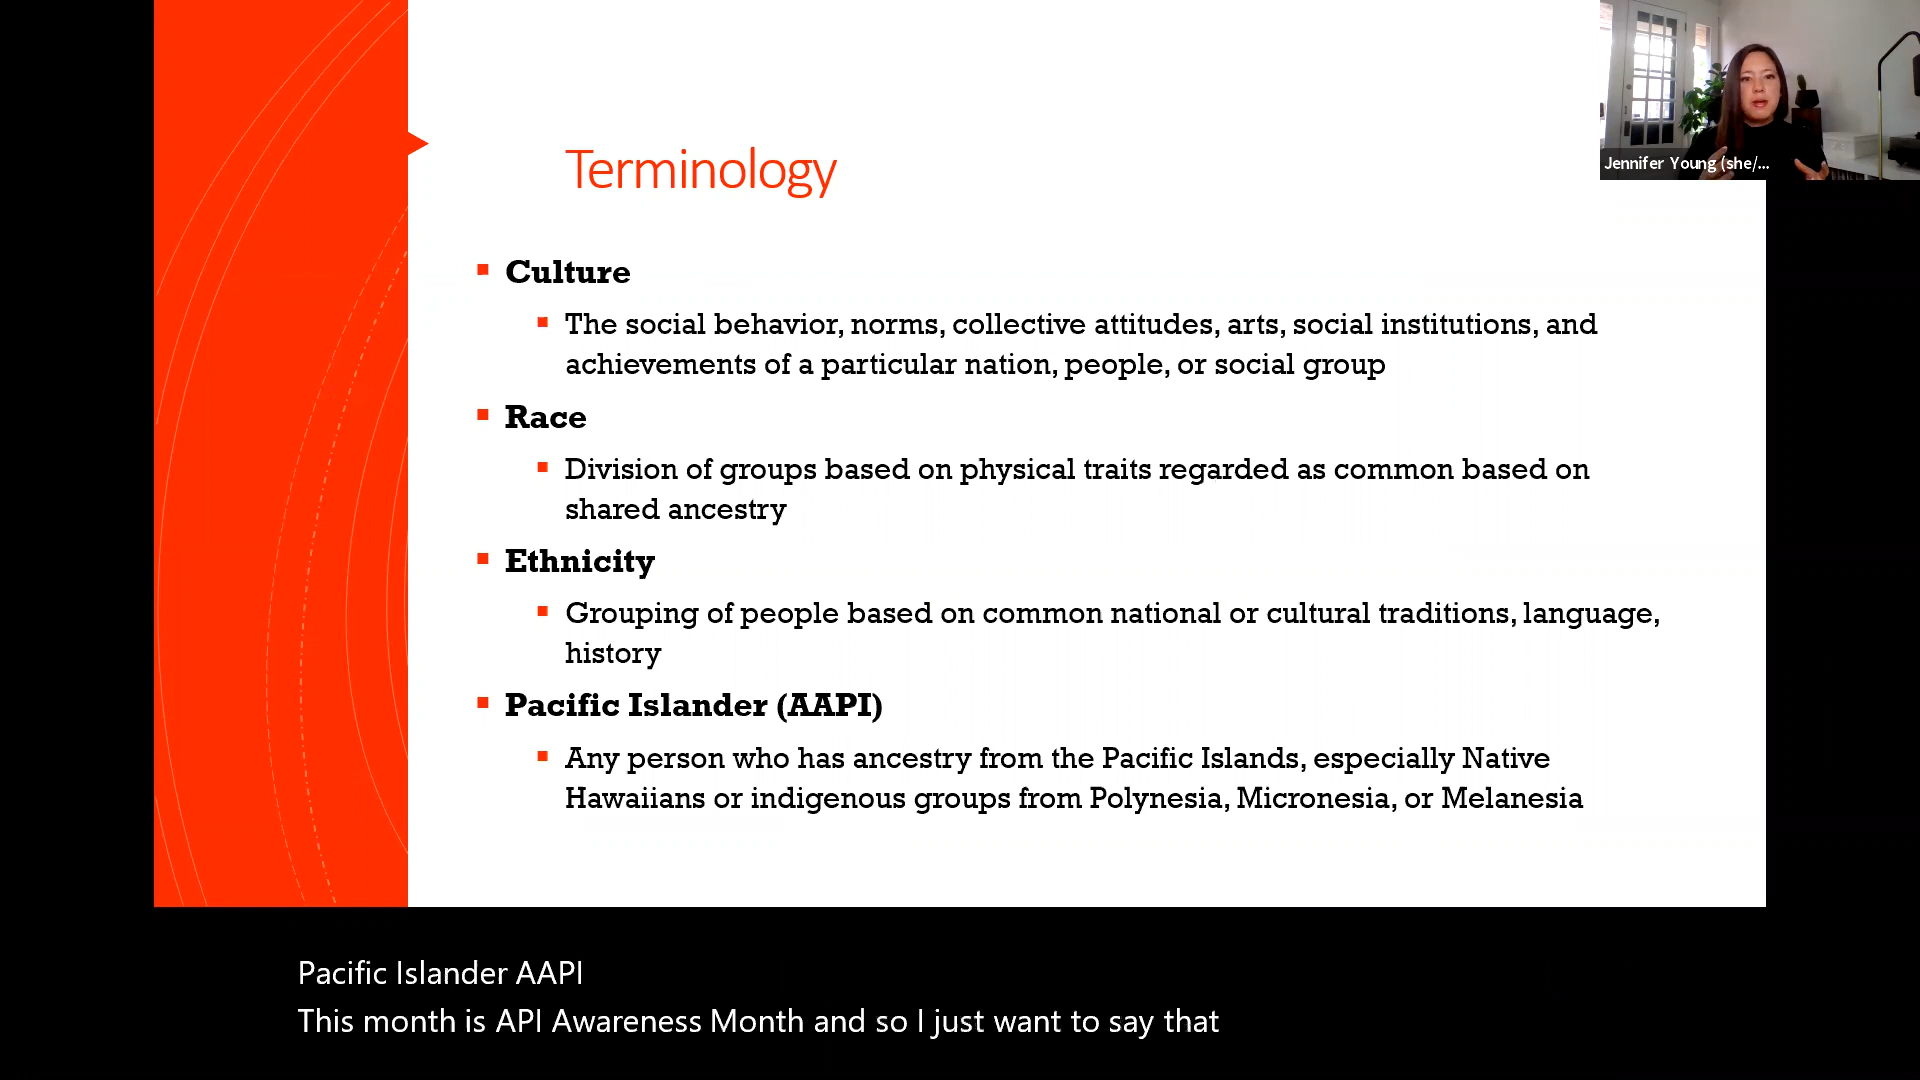 Terminology
Culture
The social behavior, norms, collective attitudes, arts, social institutions, and
achievements of a particular nation, people, or social group
Race
Division of groups based on physical traits regarded as common based on
shared ancestry
Ethnicity
Grouping of people based on common national or cultural traditions, language,
history
Pacific Islander (AAPI)
Any person who has ancestry from the Pacific Islands, especially Native
Hawaiians or indigenous groups from Polynesia, Micronesia, or Melanesia
Jennifer Young (she/...
Pacific Islander AAPI
This month is API Awareness Month and so I just want to say that